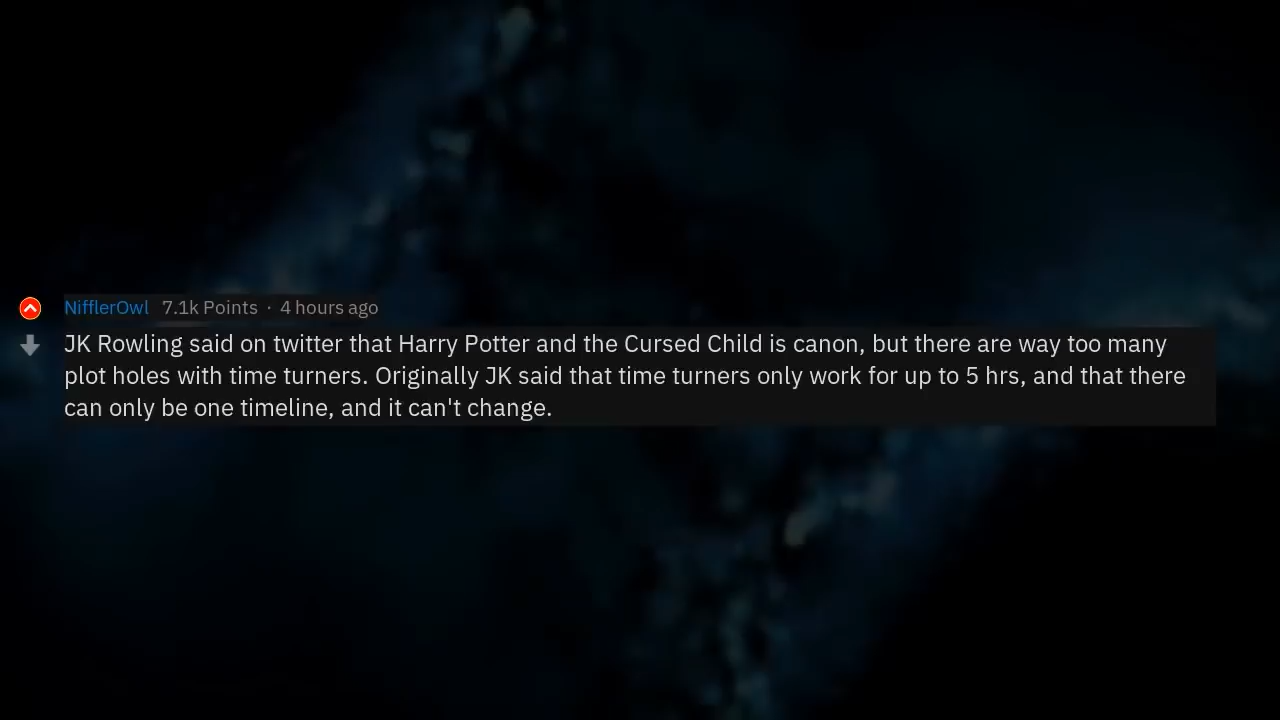 NifflerOwl 7.1k Points · 4 hours ago
JK Rowling said on twitter that Harry Potter and the Cursed Child is canon, but there are way too many
plot holes with time turners. Originally JK said that time turners only work for up to 5 hrs, and that there
can only be one timeline, and it can't change.